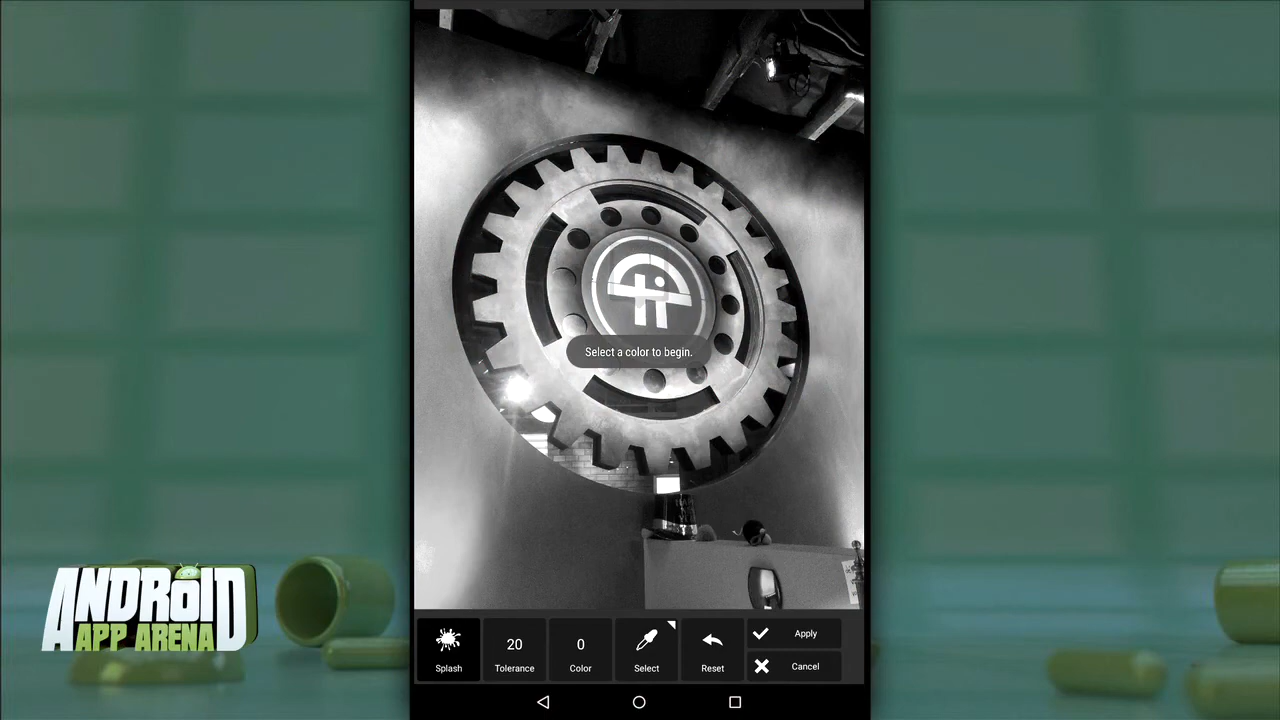 Select a color to begin.
ANDROID
APP ARENA
Splash
20
Tolerance
0
Color
Select
Reset
Apply
Cancel